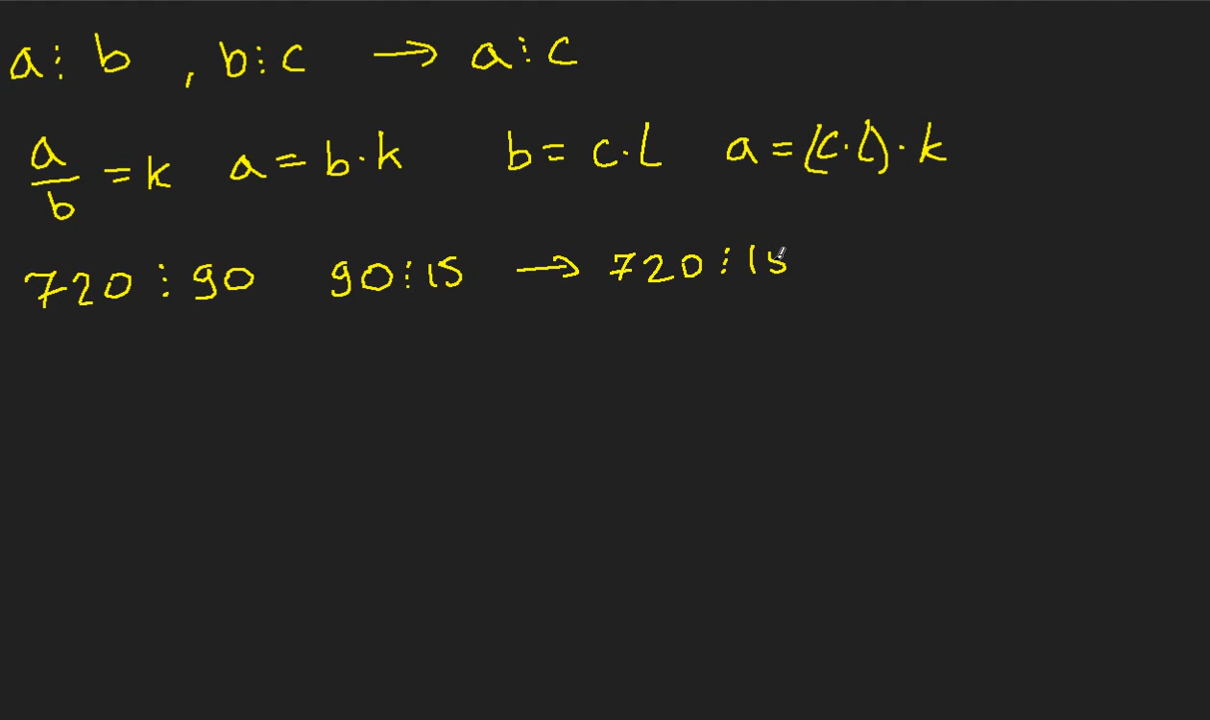 a⋮b , b⋮c → a⋮c
a/b = k a = b·k b = c·L a = (c·L)·k
720⋮90 90⋮15 → 720⋮15